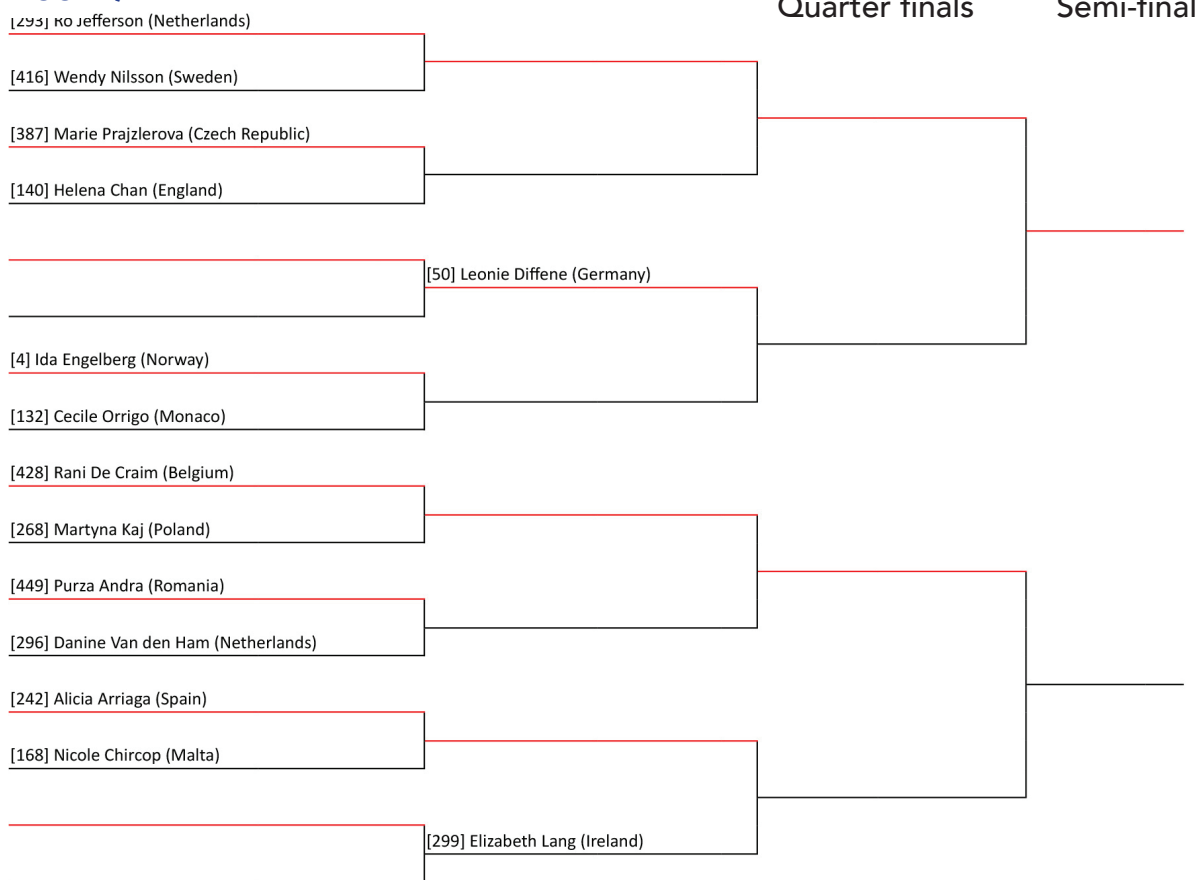 Quarter finals
Semi-final
[293] Ro Jefferson (Netherlands)
[416] Wendy Nilsson (Sweden)
[387] Marie Prajzlerova (Czech Republic)
[140] Helena Chan (England)
[50] Leonie Diffene (Germany)
[4] Ida Engelberg (Norway)
[132] Cecile Orrigo (Monaco)
[428] Rani De Craim (Belgium)
[268] Martyna Kaj (Poland)
[449] Purza Andra (Romania)
[296] Danine Van den Ham (Netherlands)
[242] Alicia Arriaga (Spain)
[168] Nicole Chircop (Malta)
[299] Elizabeth Lang (Ireland)